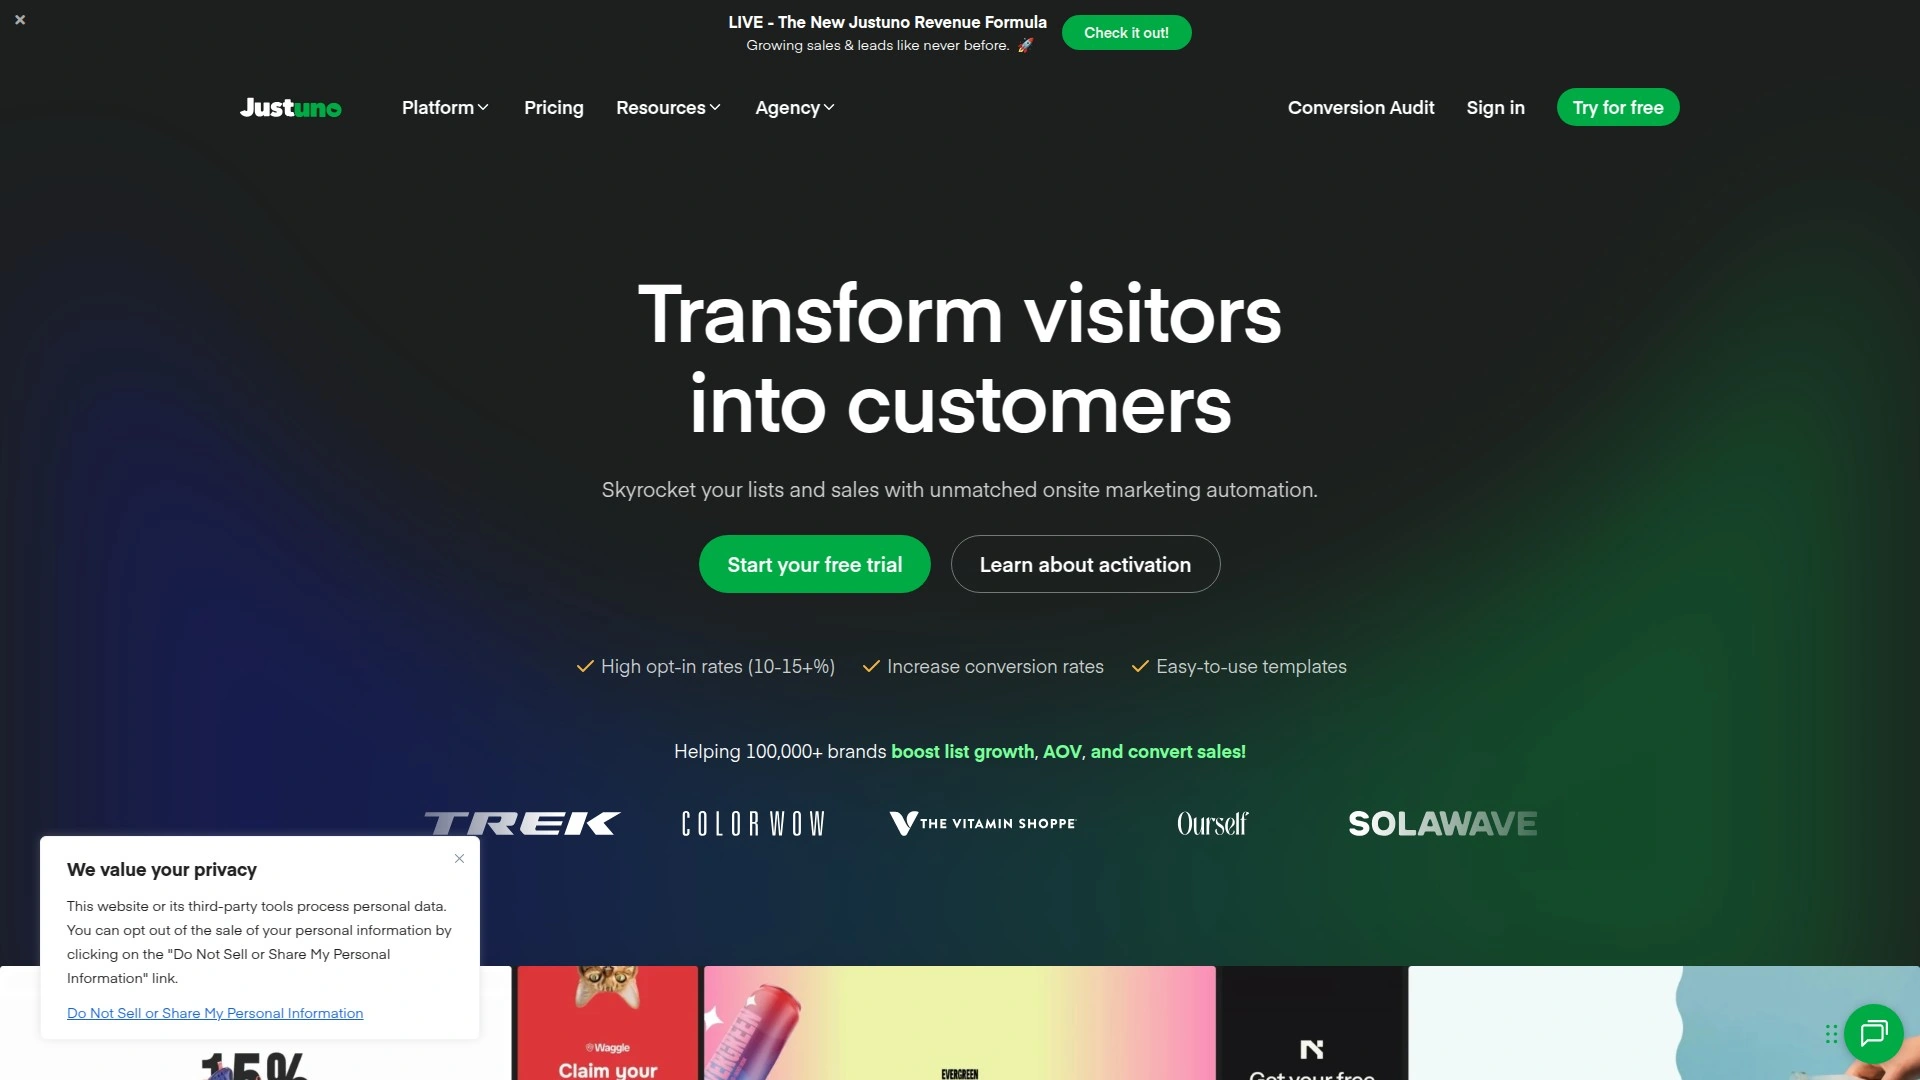 LIVE - The New Justuno Revenue Formula
Growing sales & leads like never before. 🚀
Check it out!
Justuno
Platform
Pricing
Resources
Agency
Conversion Audit
Sign in
Try for free
Transform visitors
into customers
Skyrocket your lists and sales with unmatched onsite marketing automation.
Start your free trial
Learn about activation
High opt-in rates (10-15+%)
Increase conversion rates
Easy-to-use templates
Helping 100,000+ brands boost list growth, AOV, and convert sales!
TREK
COLOR WOW
THE VITAMIN SHOPPE
Ourself
SOLAWAVE
We value your privacy
This website or its third-party tools process personal data.
You can opt out of the sale of your personal information by
clicking on the "Do Not Sell or Share My Personal
Information" link.
Do Not Sell or Share My Personal Information
15%
Waggle
Claim your
EVERGREEN
EVERGREEN
Get your free